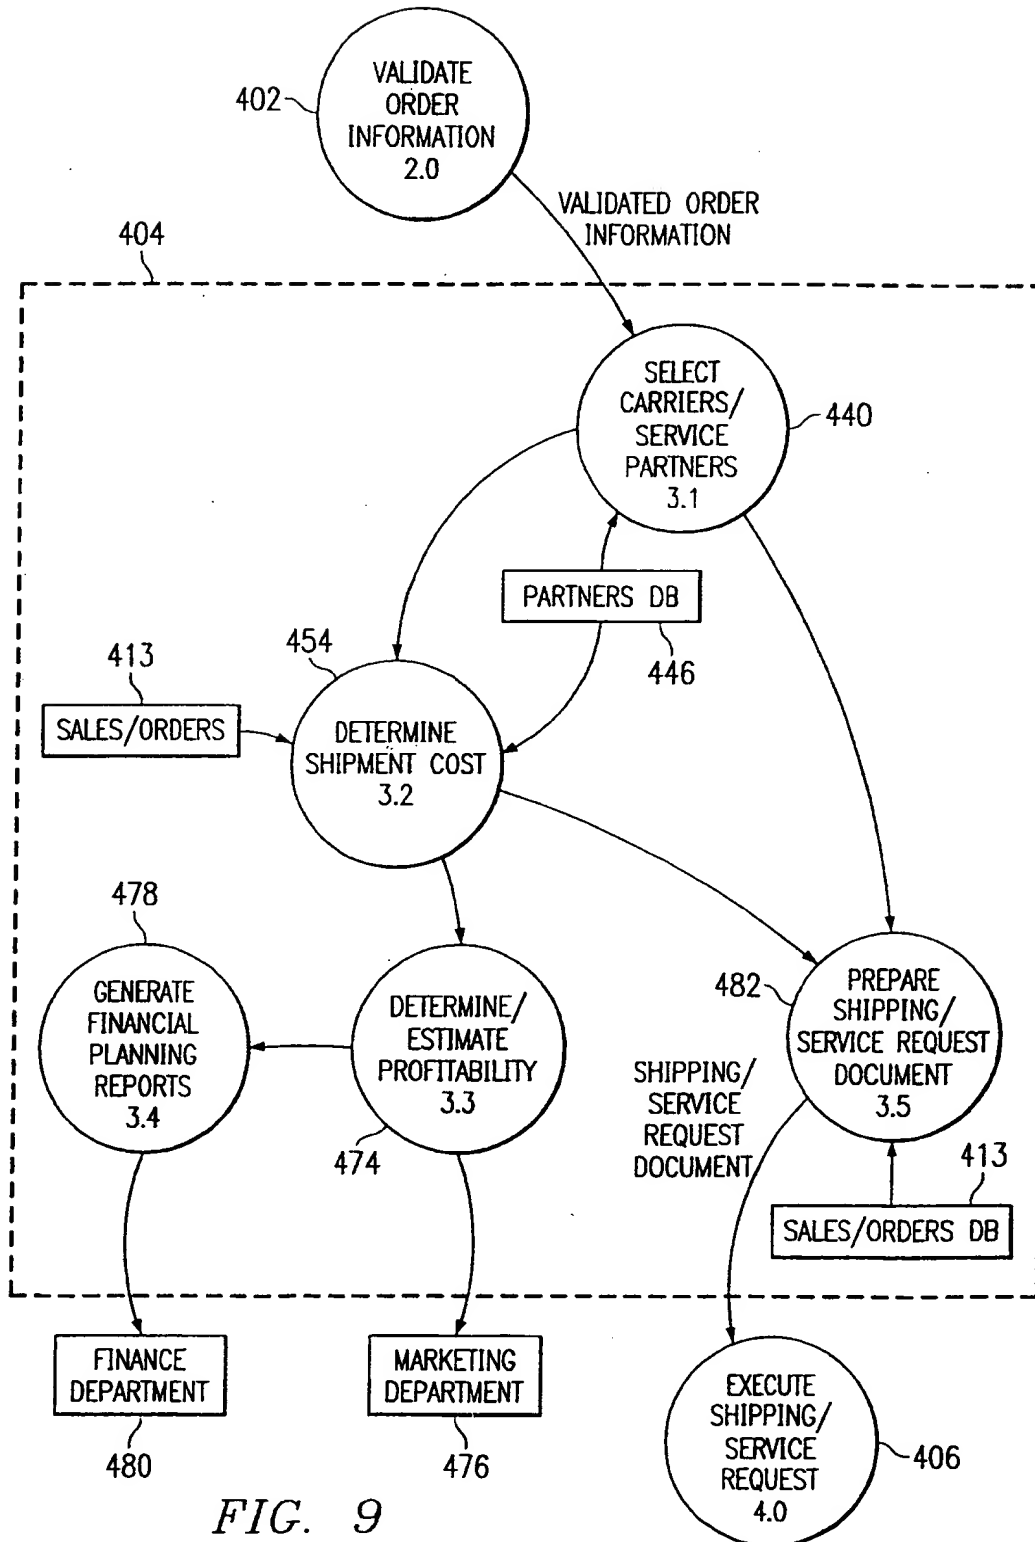 VALIDATE
ORDER
INFORMATION
2.0
402
VALIDATED ORDER
INFORMATION
404
SELECT
CARRIERS/
SERVICE
PARTNERS
3.1
440
PARTNERS DB
446
454
413
SALES/ORDERS
DETERMINE
SHIPMENT COST
3.2
478
GENERATE
FINANCIAL
PLANNING
REPORTS
3.4
DETERMINE/
ESTIMATE
PROFITABILITY
3.3
474
482
PREPARE
SHIPPING/
SERVICE REQUEST
DOCUMENT
3.5
SHIPPING/
SERVICE
REQUEST
DOCUMENT
413
SALES/ORDERS DB
FINANCE
DEPARTMENT
480
MARKETING
DEPARTMENT
476
EXECUTE
SHIPPING/
SERVICE
REQUEST
4.0
406
FIG. 9